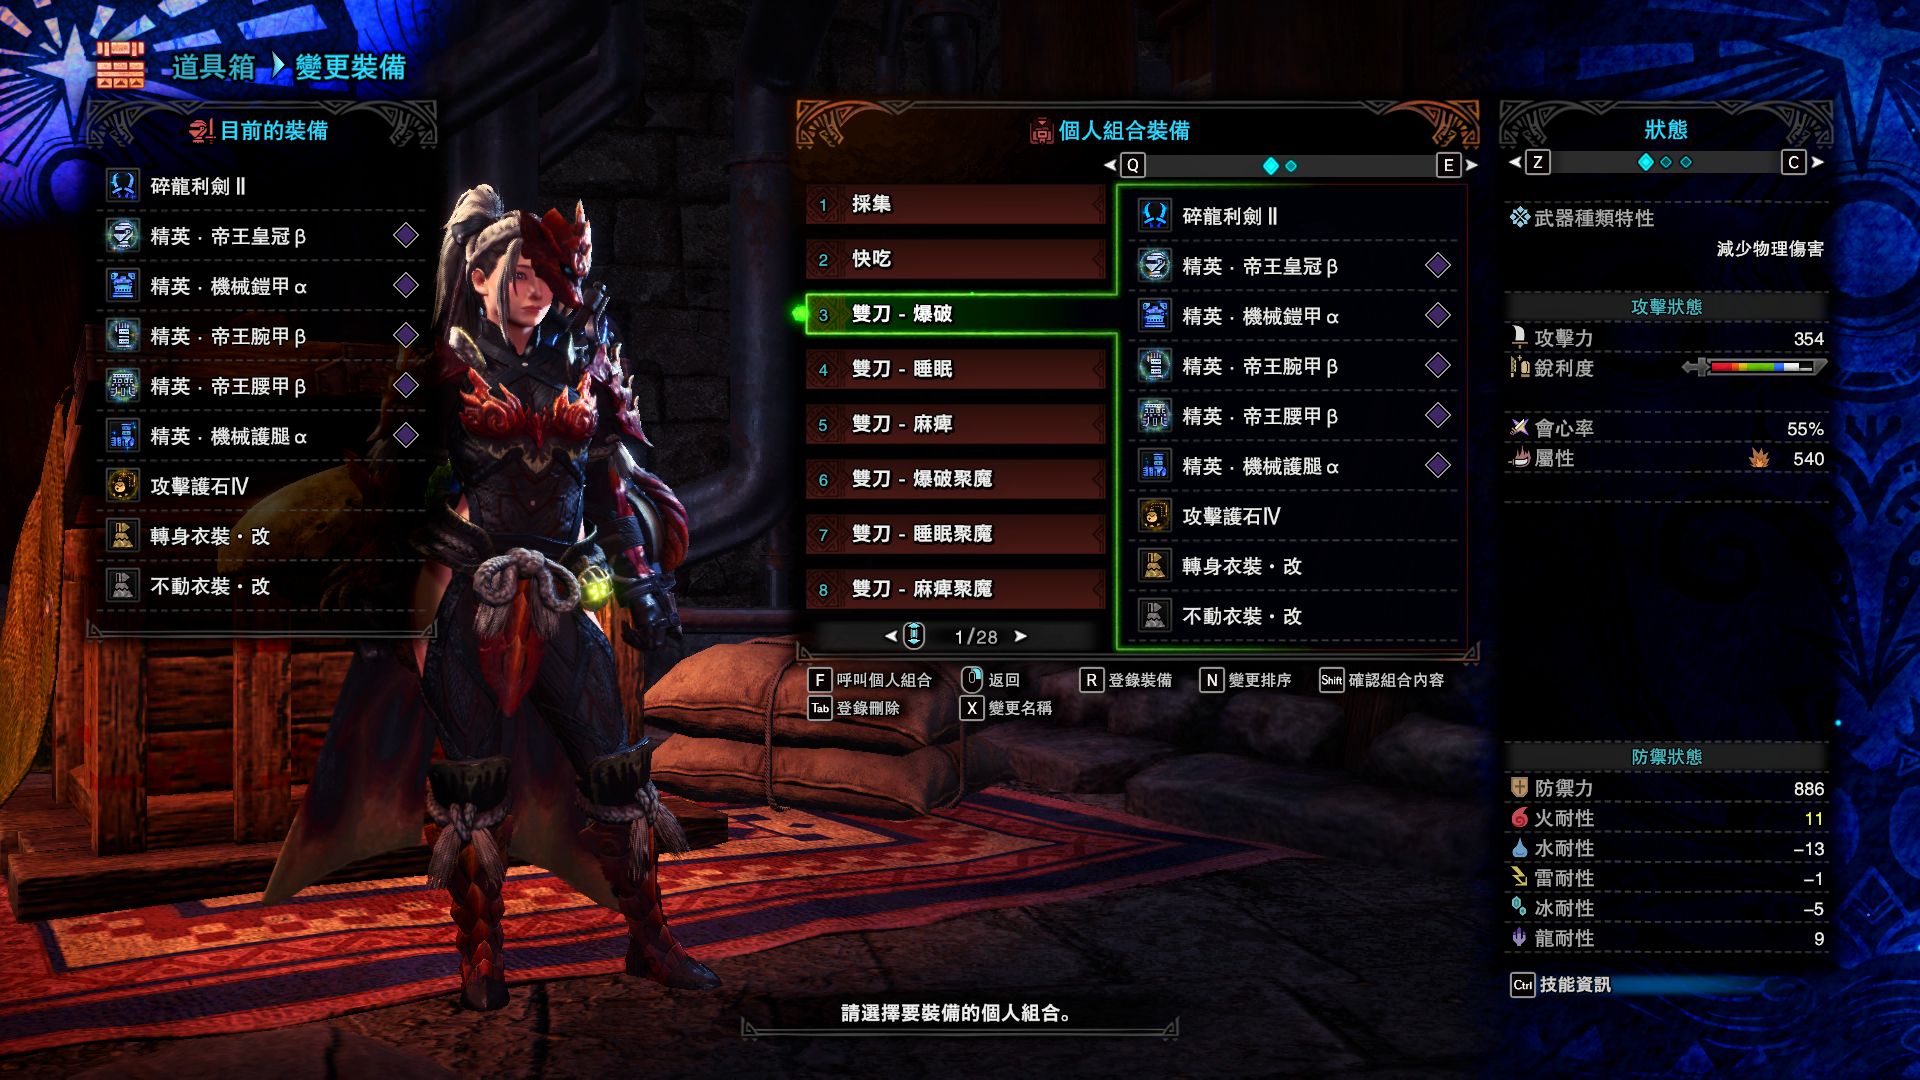 道具箱 變更裝備
目前的裝備
碎龍利劍Ⅱ
精英．帝王皇冠β
精英．機械鎧甲α
精英．帝王腕甲β
精英．帝王腰甲β
精英．機械護腿α
攻擊護石Ⅳ
轉身衣裝・改
不動衣裝・改
個人組合裝備
Q E
1 採集
2 快吃
3 雙刀 - 爆破
4 雙刀 - 睡眠
5 雙刀 - 麻痺
6 雙刀 - 爆破聚魔
7 雙刀 - 睡眠聚魔
8 雙刀 - 麻痺聚魔
1/28
碎龍利劍Ⅱ
精英．帝王皇冠β
精英．機械鎧甲α
精英．帝王腕甲β
精英．帝王腰甲β
精英．機械護腿α
攻擊護石Ⅳ
轉身衣裝・改
不動衣裝・改
F 呼叫個人組合 返回 R 登錄裝備 N 變更排序 Shift 確認組合內容
Tab 登錄刪除 X 變更名稱
狀態
Z C
武器種類特性
減少物理傷害
攻擊狀態
攻擊力 354
銳利度
會心率 55%
屬性 540
防禦狀態
防禦力 886
火耐性 11
水耐性 -13
雷耐性 -1
冰耐性 -5
龍耐性 9
Ctrl 技能資訊
請選擇要裝備的個人組合。